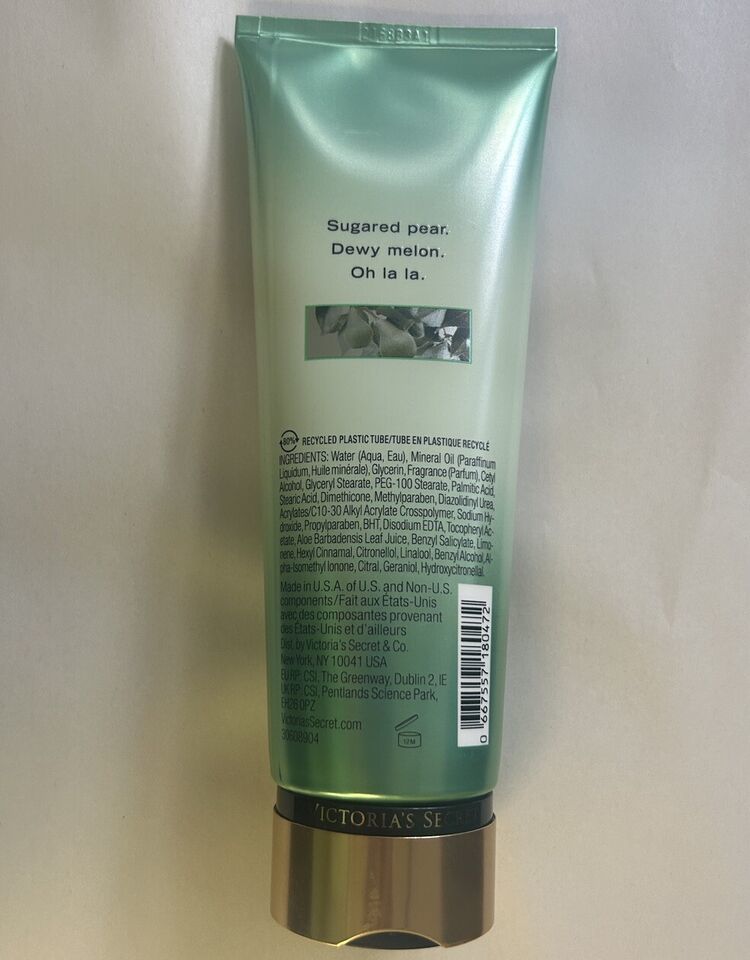 Sugared pear.
Dewy melon.
Oh la la.
80% RECYCLED PLASTIC TUBE/TUBE EN PLASTIQUE RECYCLÉ
INGREDIENTS: Water (Aqua, Eau), Mineral Oil (Paraffinum
Liquidum, Huile minérale), Glycerin, Fragrance (Parfum), Cetyl
Alcohol, Glyceryl Stearate, PEG-100 Stearate, Palmitic Acid,
Stearic Acid, Dimethicone, Methylparaben, Diazolidinyl Urea,
Acrylates/C10-30 Alkyl Acrylate Crosspolymer, Sodium Hy-
droxide, Propylparaben, BHT, Disodium EDTA, Tocopheryl Ac-
etate, Aloe Barbadensis Leaf Juice, Benzyl Salicylate, Limo-
nene, Hexyl Cinnamal, Citronellol, Linalool, Benzyl Alcohol, Al-
pha-Isomethyl Ionone, Citral, Geraniol, Hydroxycitronellal.
Made in U.S.A. of U.S. and Non-U.S.
components/Fait aux États-Unis
avec des composantes provenant
des États-Unis et d'ailleurs
Dist. by Victoria's Secret & Co.
New York, NY 10041 USA
EU RP: CSI, The Greenway, Dublin 2, IE
UK RP: CSI, Pentlands Science Park,
EH26 0PZ
VictoriasSecret.com
30608904
12M
0 667557 180472
VICTORIA'S SECRET